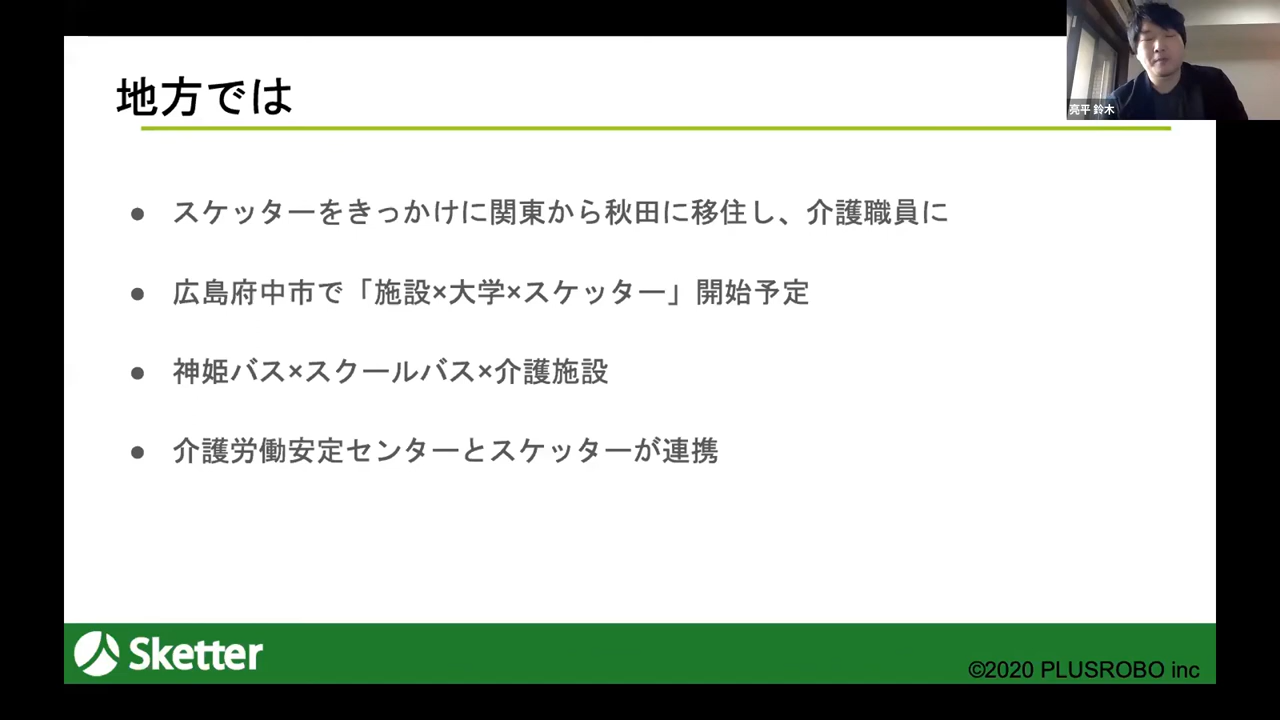 地方では
亮平 鈴木
● スケッターをきっかけに関東から秋田に移住し、介護職員に
● 広島府中市で「施設×大学×スケッター」開始予定
● 神姫バス×スクールバス×介護施設
● 介護労働安定センターとスケッターが連携
Sketter
©2020 PLUSROBO inc